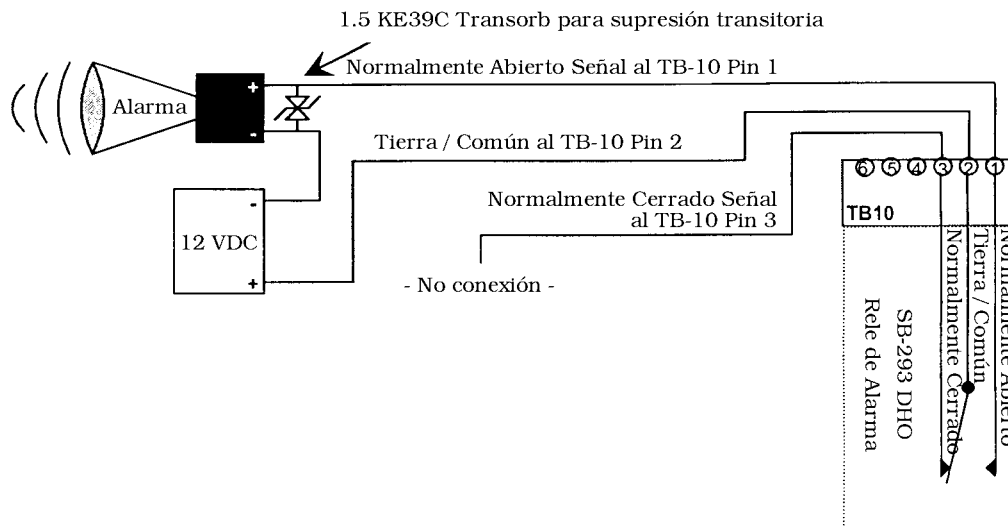 1.5 KE39C Transorb para supresión transitoria
Normalmente Abierto Señal al TB-10 Pin 1
Alarma
+
-
Tierra / Común al TB-10 Pin 2
Normalmente Cerrado Señal
al TB-10 Pin 3
- No conexión -
12 VDC
-
+
6 5 4 3 2 1
TB10
Normalmente Abierto
Tierra / Común
Normalmente Cerrado
SB-293 DHO
Rele de Alarma